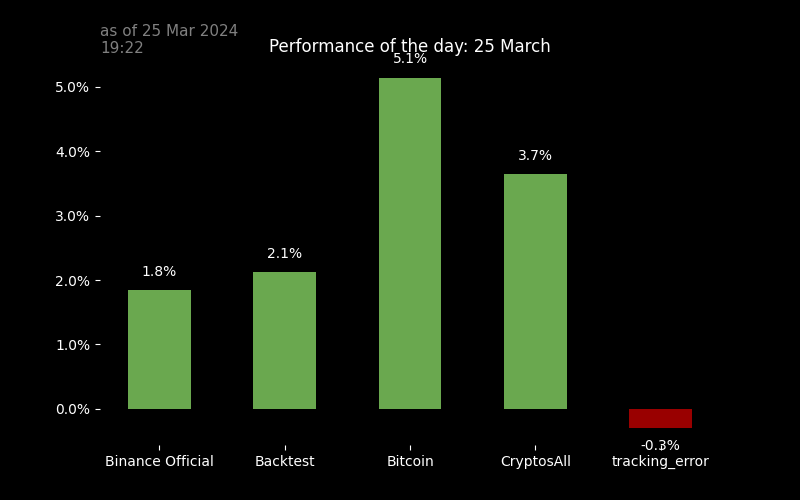 as of 25 Mar 2024
19:22
Performance of the day: 25 March
5.1%
5.0%
4.0%
3.7%
3.0%
2.1%
2.0%
1.8%
1.0%
0.0%
-0.3%
Binance Official
Backtest
Bitcoin
CryptosAll
tracking_error